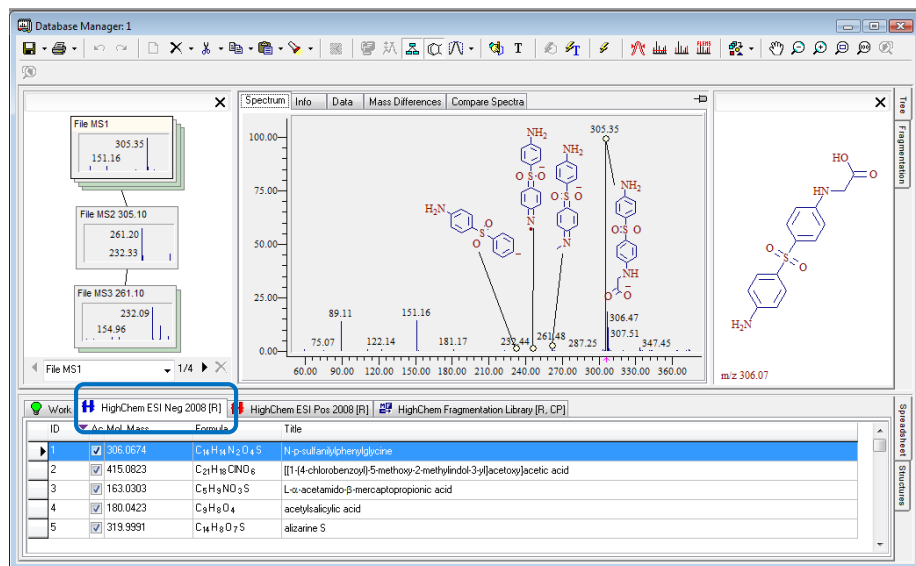 Database Manager: 1
T
Spectrum Info Data Mass Differences Compare Spectra
Tree
Fragmentation
File MS1
305.35
151.16
File MS2 305.10
261.20
232.33
File MS3 261.10
232.09
154.96
File MS1 1/4
100.00
75.00
50.00
25.00
0.00
NH2
305.35
NH2
O S O
O S O
NH2
H2N
S O
O
N
N
O S O
NH
O O
89.11
151.16
306.47
307.51
75.07
122.14
181.17
232.44
261.48
287.25
347.45
60.00 90.00 120.00 150.00 180.00 210.00 240.00 270.00 300.00 330.00 360.00
HO
O
HN
O
S
O
H2N
m/z 306.07
Work HighChem ESI Neg 2008 [R] HighChem ESI Pos 2008 [R] HighChem Fragmentation Library [R, CP]
ID Ac Mol. Mass Formula Title
1 306.0674 C14H14N2O4S N-p-sulfanilylphenylglycine
2 415.0823 C21H18ClNO6 [[1-(4-chlorobenzoyl)-5-methoxy-2-methylindol-3-yl]acetoxy]acetic acid
3 163.0303 C5H9NO3S L-α-acetamido-β-mercaptopropionic acid
4 180.0423 C9H8O4 acetylsalicylic acid
5 319.9991 C14H8O7S alizarine S
Spreadsheet
Structures